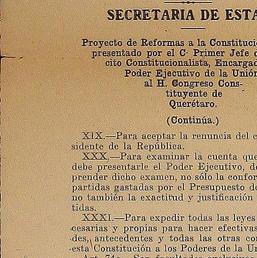 SECRETARIA DE ESTA
Proyecto de Reformas a la Constitució
presentado por el C. Primer Jefe d
cito Constitucionalista, Encargad
Poder Ejecutivo de la Unión
al H. Congreso Cons-
tituyente de
Querétaro.
(Continúa.)
XIX.—Para aceptar la renuncia del c
sidente de la República.
XXX.—Para examinar la cuenta que
debe presentarle el Poder Ejecutivo, de
prender dicho examen, no sólo la confor
partidas gastadas por el Presupuesto de
no también la exactitud y justificación
tidas.
XXXI.—Para expedir todas las leyes
cesarias y propias para hacer efectivas
des, antecedentes y todas las otras con
esta Constitución a los Poderes de la Un